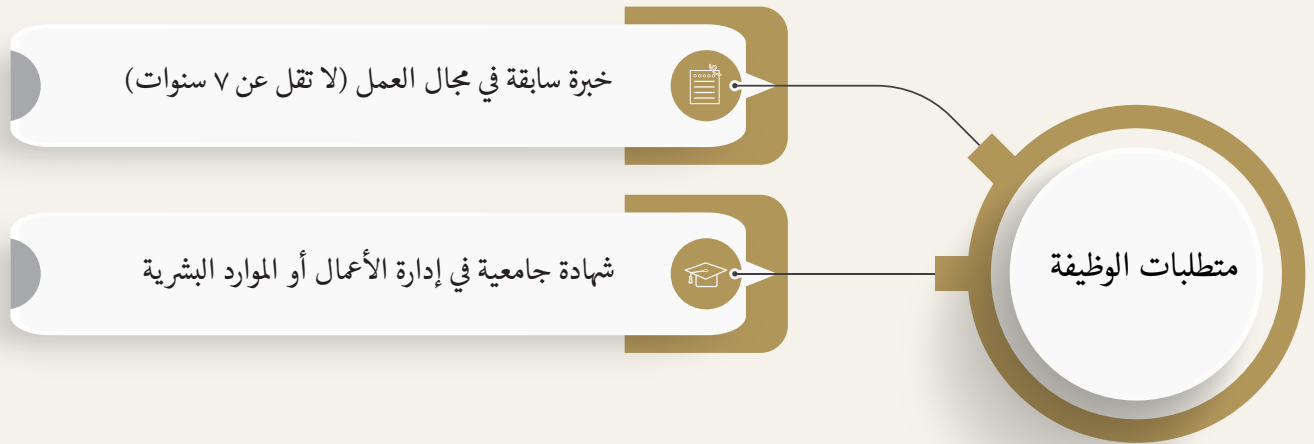 متطلبات الوظيفة
خبرة سابقة في مجال العمل (لا تقل عن ٧ سنوات)
شهادة جامعية في إدارة الأعمال أو الموارد البشرية